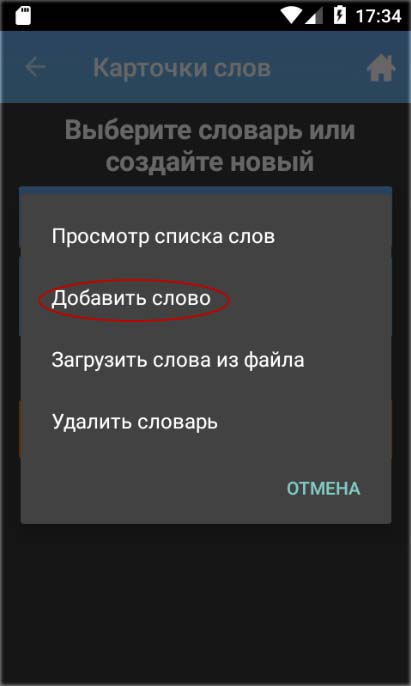 17:34
Карточки слов
Выберите словарь или
создайте новый
Просмотр списка слов
Добавить слово
Загрузить слова из файла
Удалить словарь
ОТМЕНА